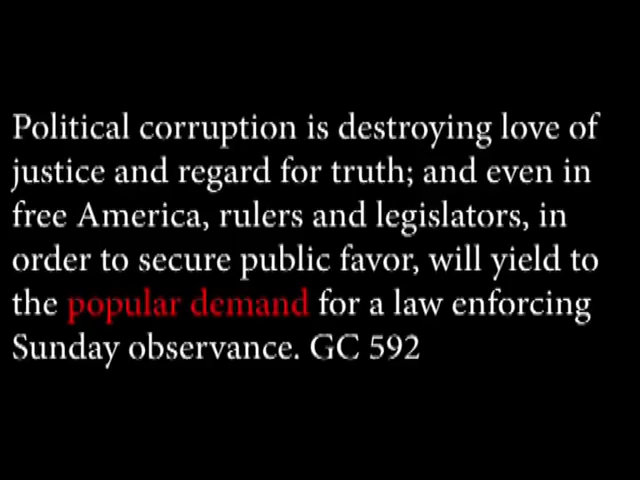 Political corruption is destroying love of
justice and regard for truth; and even in
free America, rulers and legislators, in
order to secure public favor, will yield to
the popular demand for a law enforcing
Sunday observance. GC 592